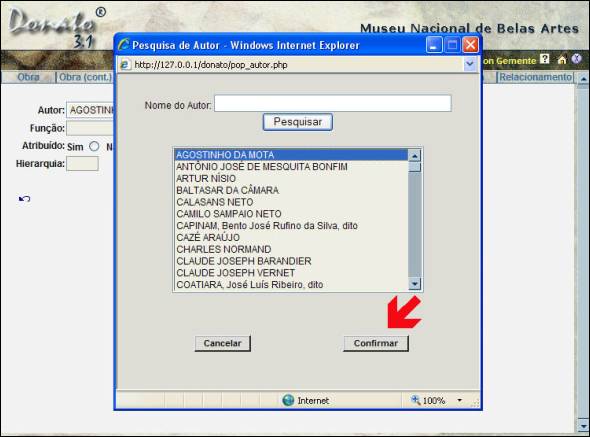 Donato®
3.1
Museu Nacional de Belas Artes
on Gemente
Obra
Obra (cont.)
Relacionamento
Autor:
AGOSTINH
Função:
Atribuído:
Sim
N
Hierarquia:
Pesquisa de Autor - Windows Internet Explorer
http://127.0.0.1/donato/pop_autor.php
Nome do Autor:
Pesquisar
AGOSTINHO DA MOTA
ANTÔNIO JOSÉ DE MESQUITA BONFIM
ARTUR NÍSIO
BALTASAR DA CÂMARA
CALASANS NETO
CAMILO SAMPAIO NETO
CAPINAM, Bento José Rufino da Silva, dito
CAZÉ ARAÚJO
CHARLES NORMAND
CLAUDE JOSEPH BARANDIER
CLAUDE JOSEPH VERNET
COATIARA, José Luís Ribeiro, dito
Cancelar
Confirmar
Internet
100%